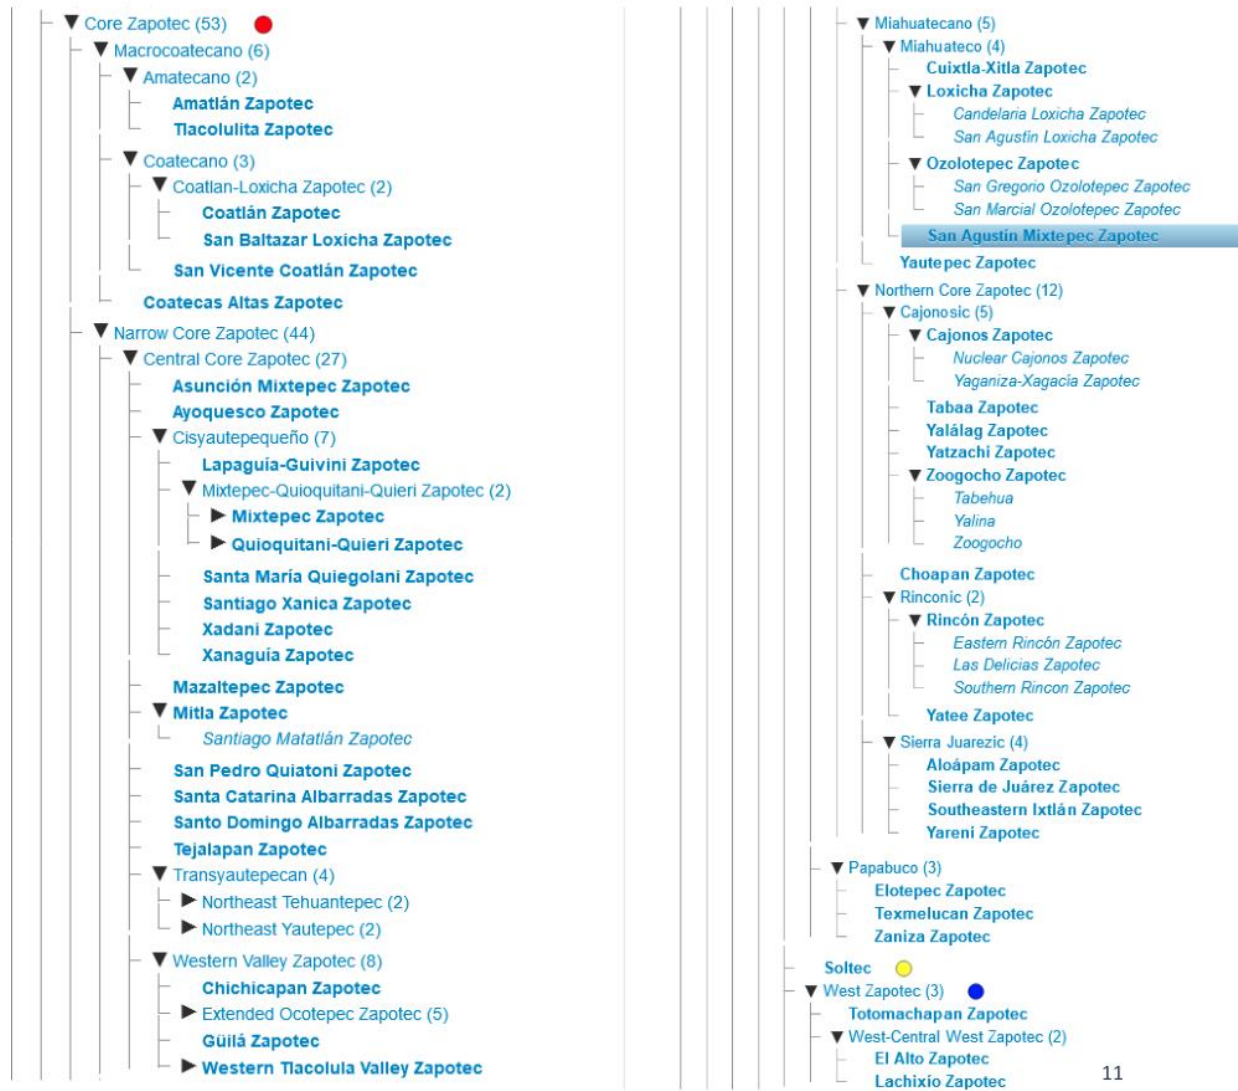 Core Zapotec (53)
Macrocoatecano (6)
Amatecano (2)
Amatlán Zapotec
Tlacolulita Zapotec
Coatecano (3)
Coatlan-Loxicha Zapotec (2)
Coatlán Zapotec
San Baltazar Loxicha Zapotec
San Vicente Coatlán Zapotec
Coatecas Altas Zapotec
Narrow Core Zapotec (44)
Central Core Zapotec (27)
Asunción Mixtepec Zapotec
Ayoquesco Zapotec
Cisyautepequeño (7)
Lapaguía-Guivini Zapotec
Mixtepec-Quioquitani-Quieri Zapotec (2)
Mixtepec Zapotec
Quioquitani-Quieri Zapotec
Santa María Quiegolani Zapotec
Santiago Xanica Zapotec
Xadani Zapotec
Xanaguía Zapotec
Mazaltepec Zapotec
Mitla Zapotec
Santiago Matatlán Zapotec
San Pedro Quiatoni Zapotec
Santa Catarina Albarradas Zapotec
Santo Domingo Albarradas Zapotec
Tejalapan Zapotec
Transyautepecan (4)
Northeast Tehuantepec (2)
Northeast Yautepec (2)
Western Valley Zapotec (8)
Chichicapan Zapotec
Extended Ocotepec Zapotec (5)
Güilá Zapotec
Western Tlacolula Valley Zapotec
Miahuatecano (5)
Miahuateco (4)
Cuixtla-Xitla Zapotec
Loxicha Zapotec
Candelaria Loxicha Zapotec
San Agustín Loxicha Zapotec
Ozolotepec Zapotec
San Gregorio Ozolotepec Zapotec
San Marcial Ozolotepec Zapotec
San Agustín Mixtepec Zapotec
Yautepec Zapotec
Northern Core Zapotec (12)
Cajonosic (5)
Cajonos Zapotec
Nuclear Cajonos Zapotec
Yaganiza-Xagacía Zapotec
Tabaa Zapotec
Yalálag Zapotec
Yatzachi Zapotec
Zoogocho Zapotec
Tabehua
Yalina
Zoogocho
Choapan Zapotec
Rinconic (2)
Rincón Zapotec
Eastern Rincón Zapotec
Las Delicias Zapotec
Southern Rincon Zapotec
Yatee Zapotec
Sierra Juarezic (4)
Aloápam Zapotec
Sierra de Juárez Zapotec
Southeastern Ixtlán Zapotec
Yareni Zapotec
Papabuco (3)
Elotepec Zapotec
Texmelucan Zapotec
Zaniza Zapotec
Soltec
West Zapotec (3)
Totomachapan Zapotec
West-Central West Zapotec (2)
El Alto Zapotec
Lachixío Zapotec
11